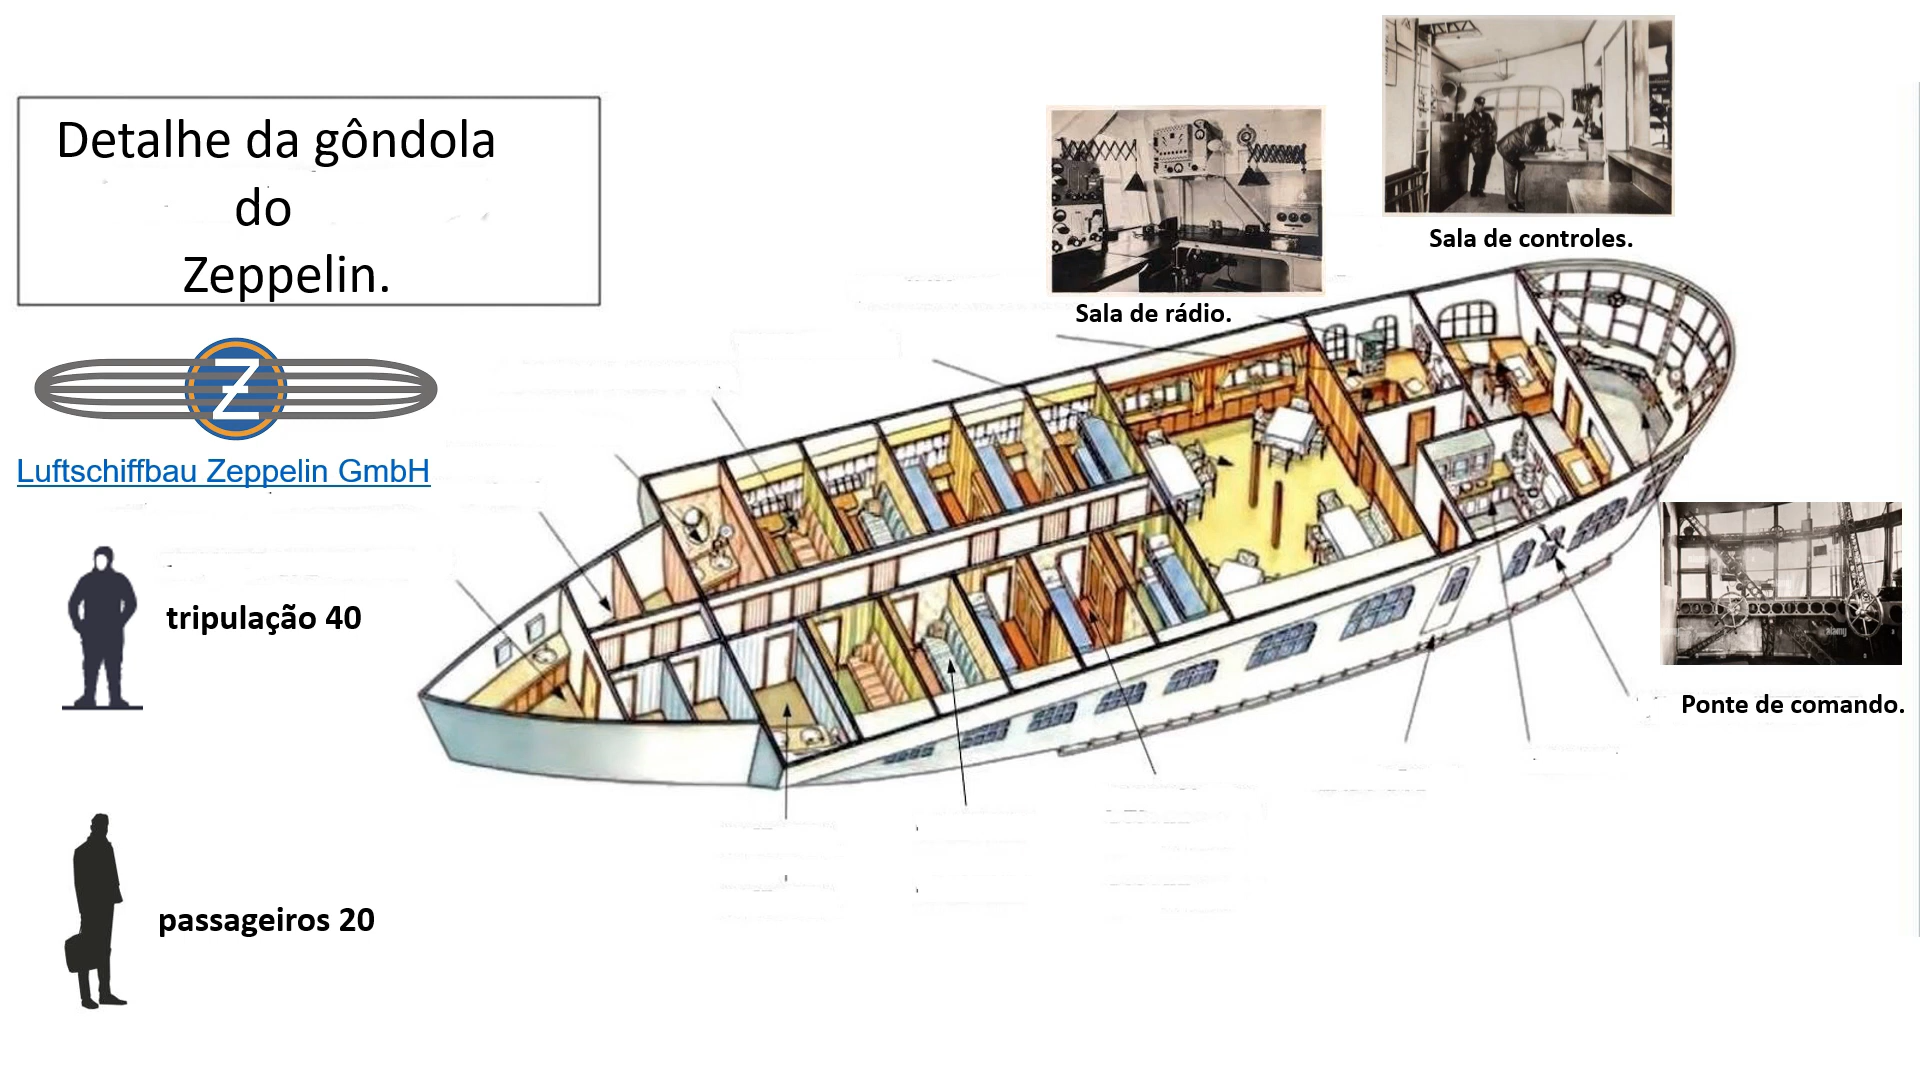 Detalhe da gôndola
do
Zeppelin.
Z
Luftschiffbau Zeppelin GmbH
tripulação 40
passageiros 20
Sala de rádio.
Sala de controles.
Ponte de comando.
alamy